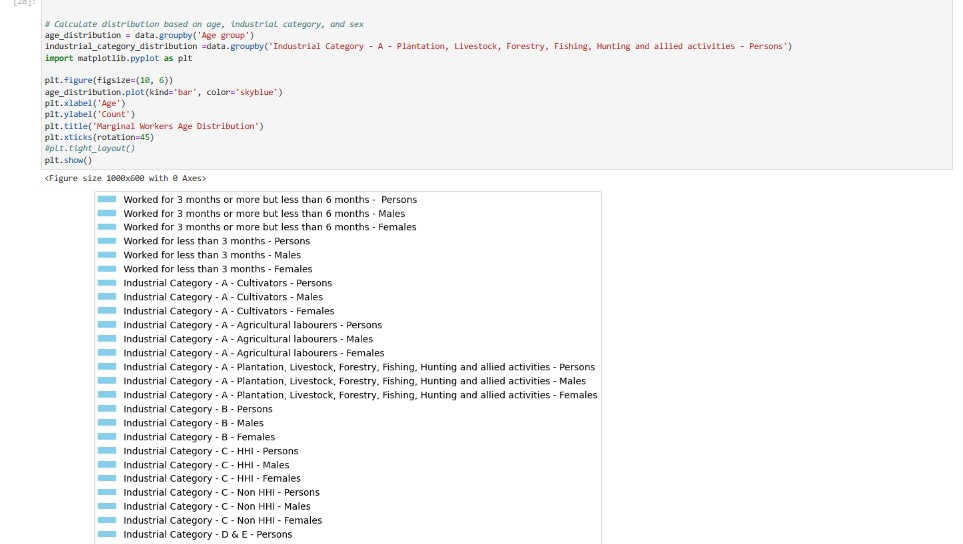 [28]:
# Calculate distribution based on age, industrial category, and sex
age_distribution = data.groupby('Age group')
industrial_category_distribution =data.groupby('Industrial Category - A - Plantation, Livestock, Forestry, Fishing, Hunting and allied activities - Persons')
import matplotlib.pyplot as plt
plt.figure(figsize=(10, 6))
age_distribution.plot(kind='bar', color='skyblue')
plt.xlabel('Age')
plt.ylabel('Count')
plt.title('Marginal Workers Age Distribution')
plt.xticks(rotation=45)
#plt.tight_layout()
plt.show()
<Figure size 1000x600 with 0 Axes>
Worked for 3 months or more but less than 6 months -  Persons
Worked for 3 months or more but less than 6 months - Males
Worked for 3 months or more but less than 6 months - Females
Worked for less than 3 months - Persons
Worked for less than 3 months - Males
Worked for less than 3 months - Females
Industrial Category - A - Cultivators - Persons
Industrial Category - A - Cultivators - Males
Industrial Category - A - Cultivators - Females
Industrial Category - A - Agricultural labourers - Persons
Industrial Category - A - Agricultural labourers - Males
Industrial Category - A - Agricultural labourers - Females
Industrial Category - A - Plantation, Livestock, Forestry, Fishing, Hunting and allied activities - Persons
Industrial Category - A - Plantation, Livestock, Forestry, Fishing, Hunting and allied activities - Males
Industrial Category - A - Plantation, Livestock, Forestry, Fishing, Hunting and allied activities - Females
Industrial Category - B - Persons
Industrial Category - B - Males
Industrial Category - B - Females
Industrial Category - C - HHI - Persons
Industrial Category - C - HHI - Males
Industrial Category - C - HHI - Females
Industrial Category - C - Non HHI - Persons
Industrial Category - C - Non HHI - Males
Industrial Category - C - Non HHI - Females
Industrial Category - D & E - Persons